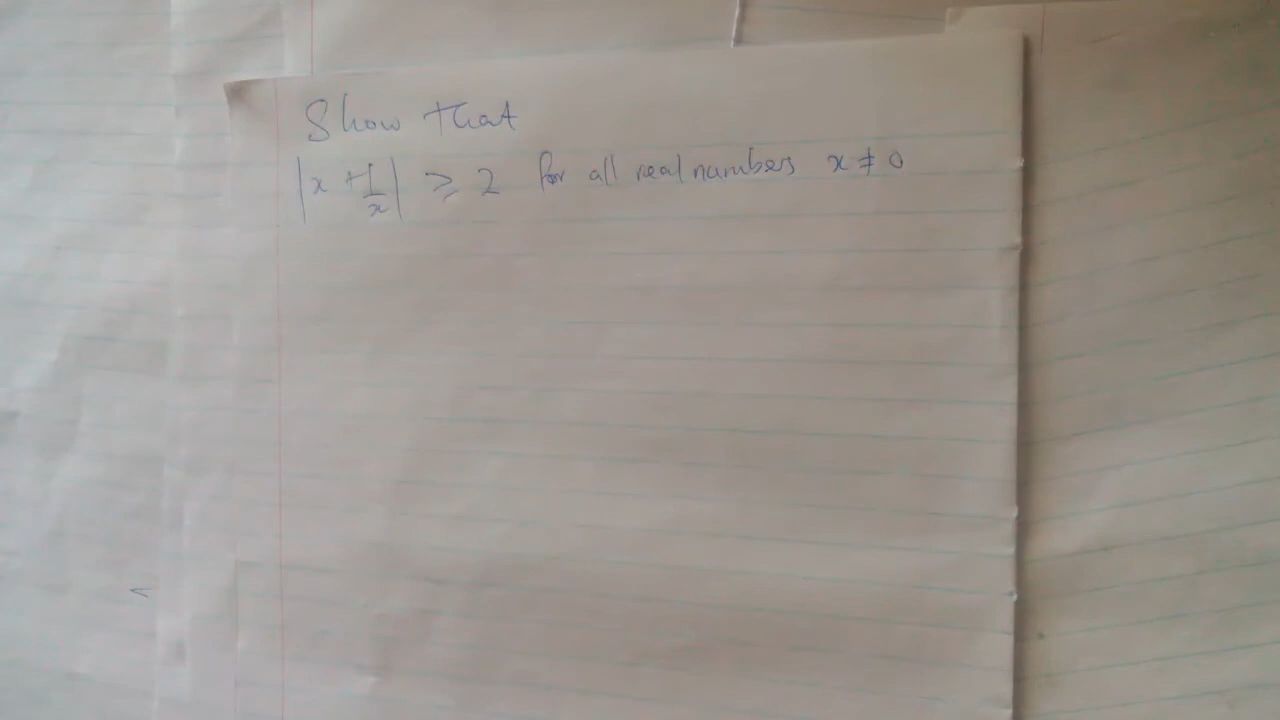 Show that
|x + 1/x| ⩾ 2 for all real numbers x ≠ 0